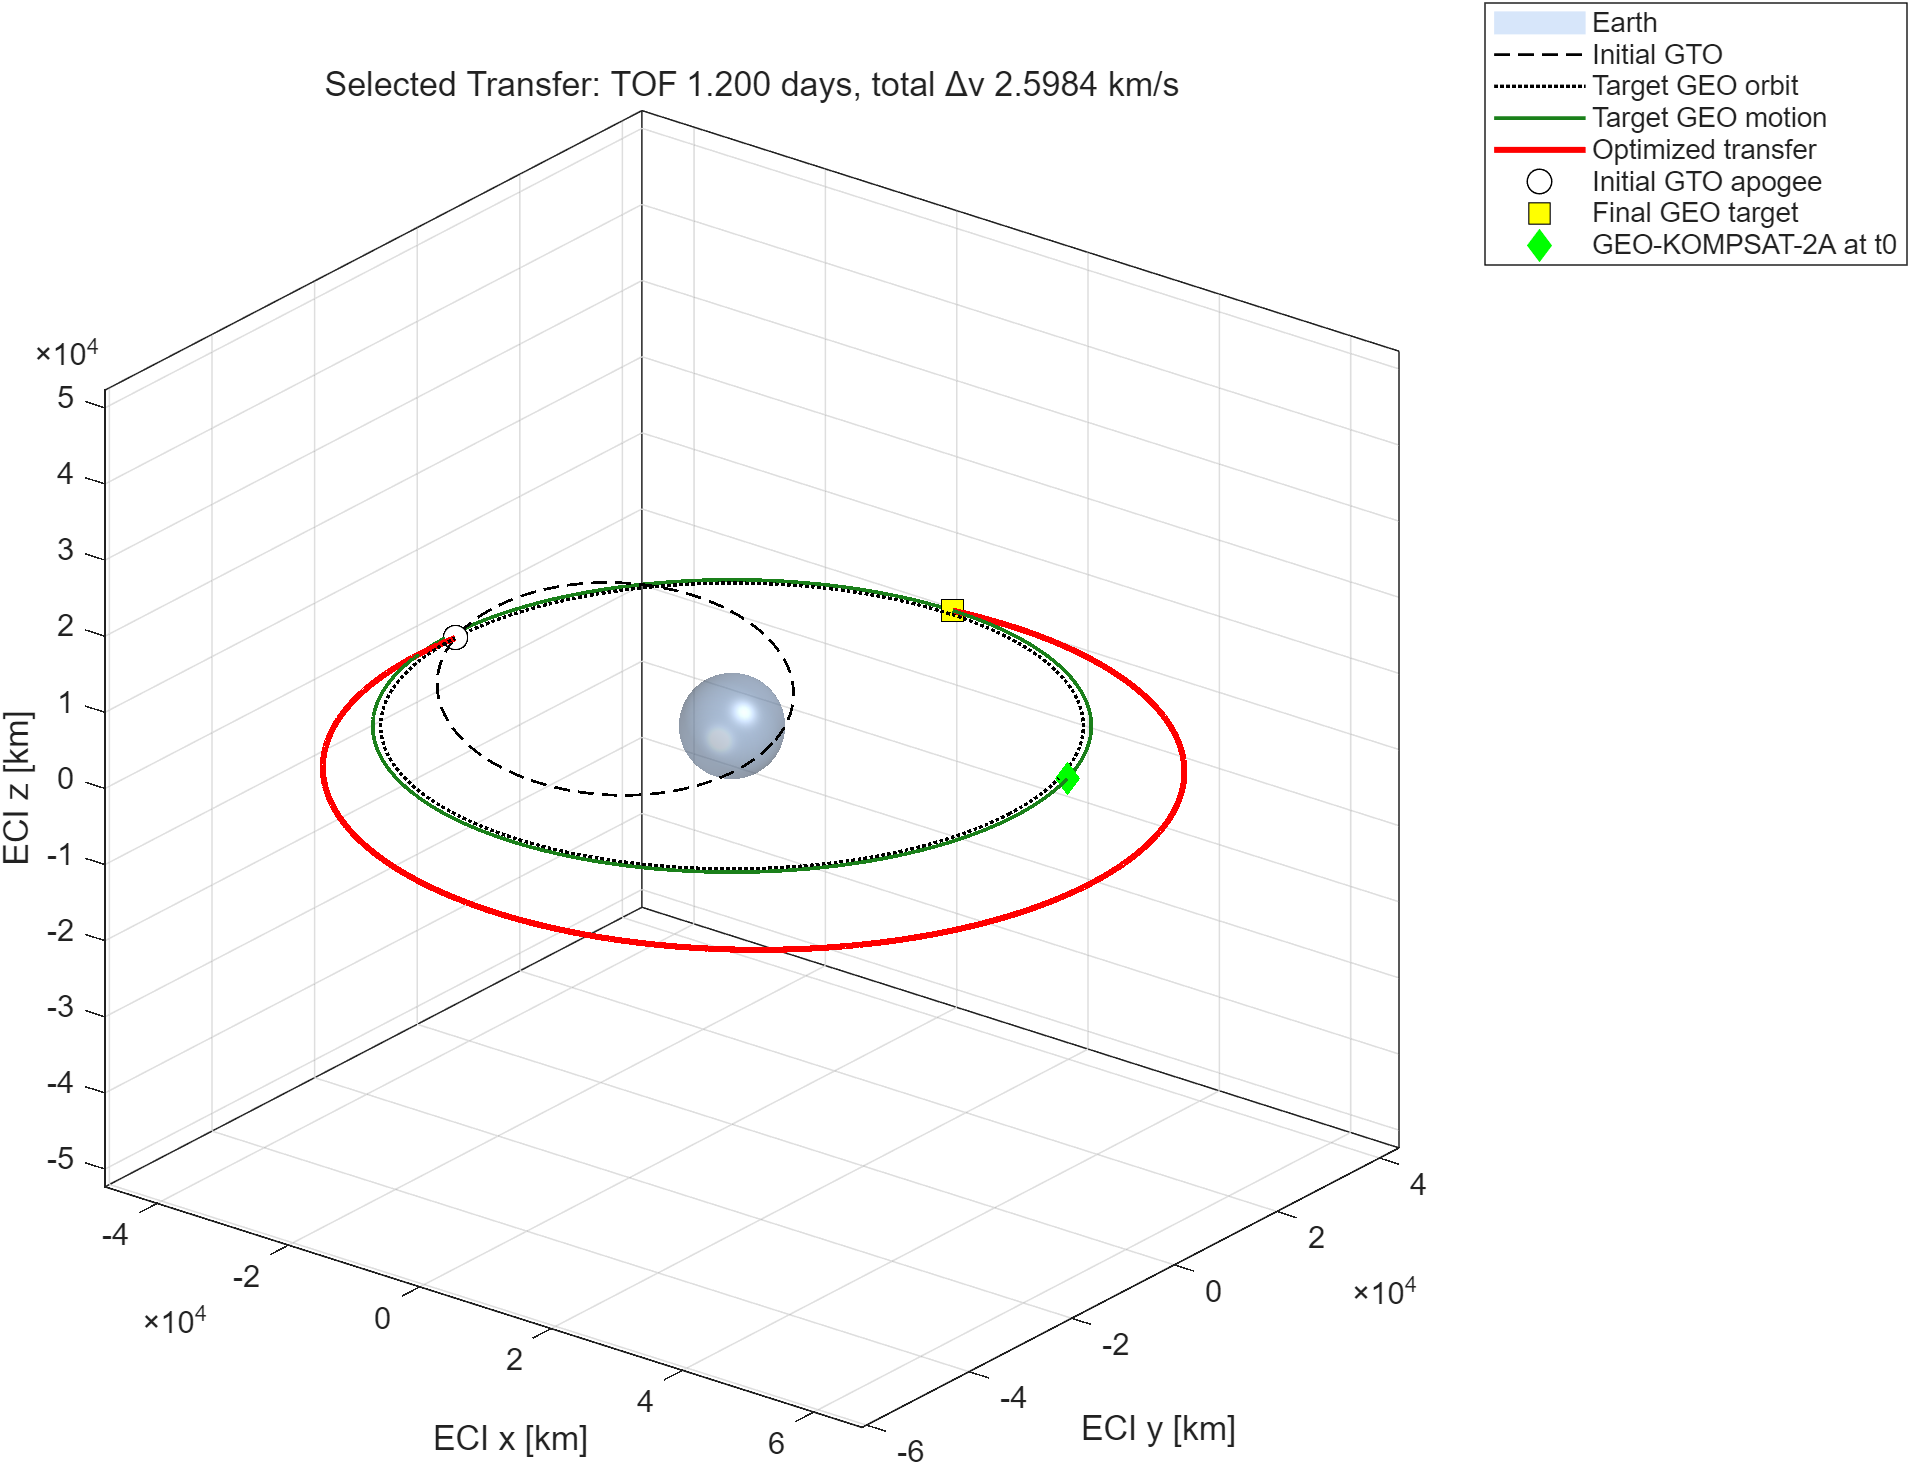 Selected Transfer: TOF 1.200 days, total Δv 2.5984 km/s
Earth
Initial GTO
Target GEO orbit
Target GEO motion
Optimized transfer
Initial GTO apogee
Final GEO target
GEO-KOMPSAT-2A at t0
×10⁴
5
4
3
2
1
0
-1
-2
-3
-4
-5
ECI z [km]
-4
-2
0
2
4
6
×10⁴
ECI x [km]
4
2
0
-2
-4
-6
×10⁴
ECI y [km]